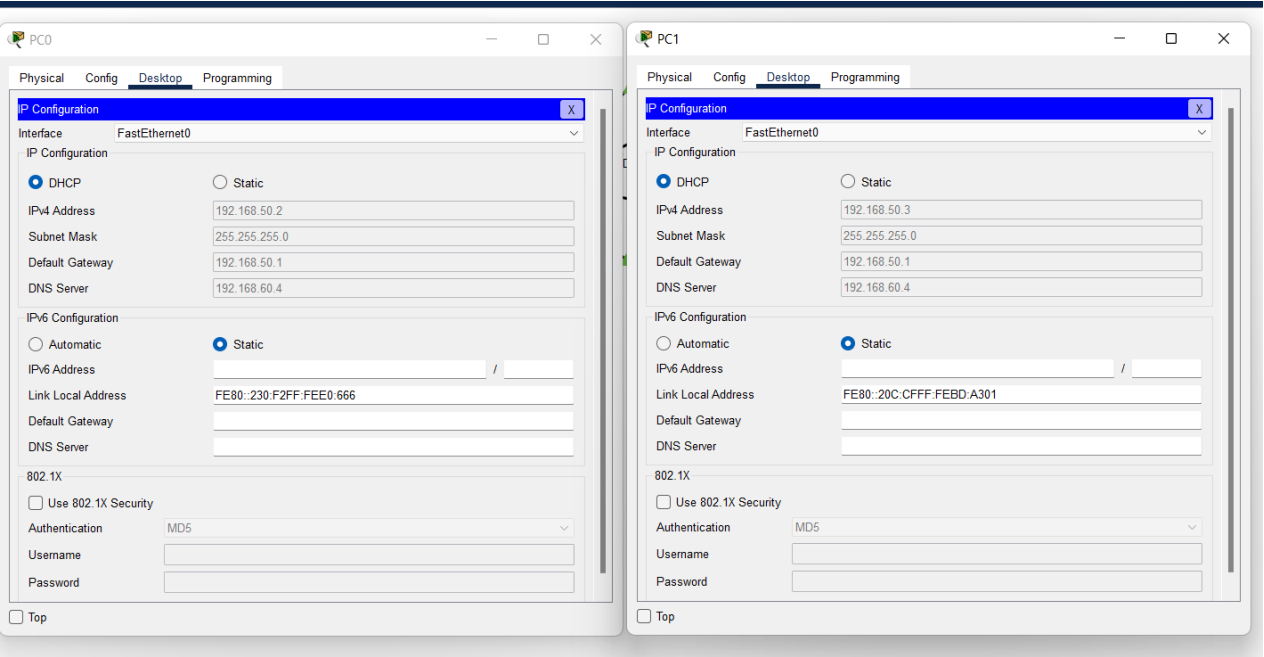 PC0
Physical Config Desktop Programming
IP Configuration X
Interface FastEthernet0
IP Configuration
DHCP Static
IPv4 Address 192.168.50.2
Subnet Mask 255.255.255.0
Default Gateway 192.168.50.1
DNS Server 192.168.60.4
IPv6 Configuration
Automatic Static
IPv6 Address /
Link Local Address FE80::230:F2FF:FEE0:666
Default Gateway
DNS Server
802.1X
Use 802.1X Security
Authentication MD5
Username
Password
Top
PC1
Physical Config Desktop Programming
IP Configuration X
Interface FastEthernet0
IP Configuration
DHCP Static
IPv4 Address 192.168.50.3
Subnet Mask 255.255.255.0
Default Gateway 192.168.50.1
DNS Server 192.168.60.4
IPv6 Configuration
Automatic Static
IPv6 Address /
Link Local Address FE80::20C:CFFF:FEBD:A301
Default Gateway
DNS Server
802.1X
Use 802.1X Security
Authentication MD5
Username
Password
Top